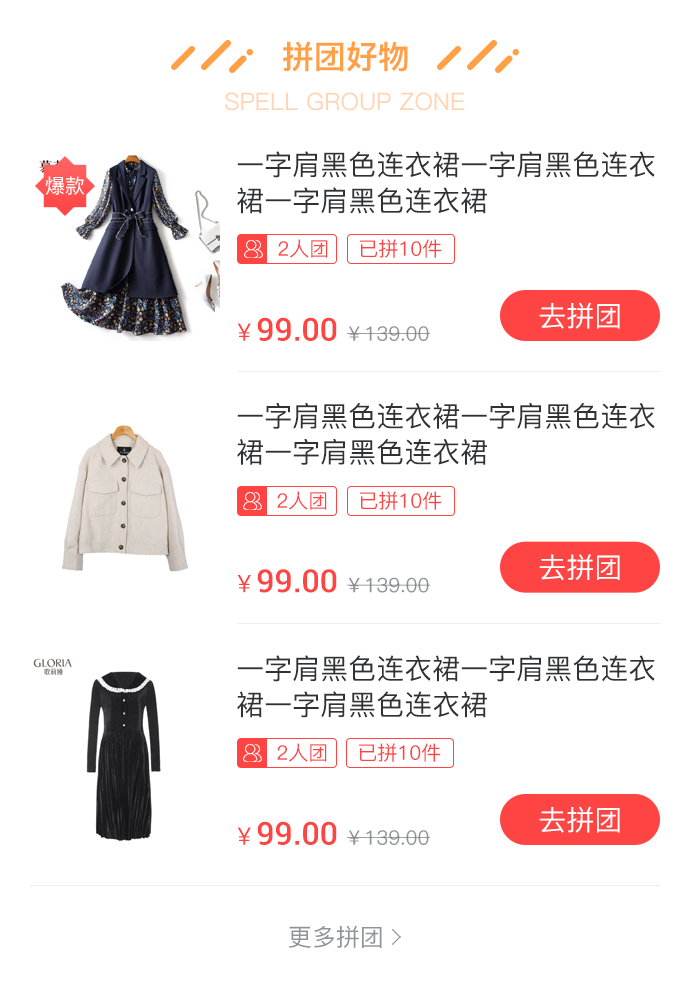 拼团好物
SPELL GROUP ZONE
爆款
一字肩黑色连衣裙一字肩黑色连衣
裙一字肩黑色连衣裙
2人团 已拼10件
¥99.00 ¥139.00 去拼团
一字肩黑色连衣裙一字肩黑色连衣
裙一字肩黑色连衣裙
2人团 已拼10件
¥99.00 ¥139.00 去拼团
GLORIA
歌莉娅
一字肩黑色连衣裙一字肩黑色连衣
裙一字肩黑色连衣裙
2人团 已拼10件
¥99.00 ¥139.00 去拼团
更多拼团